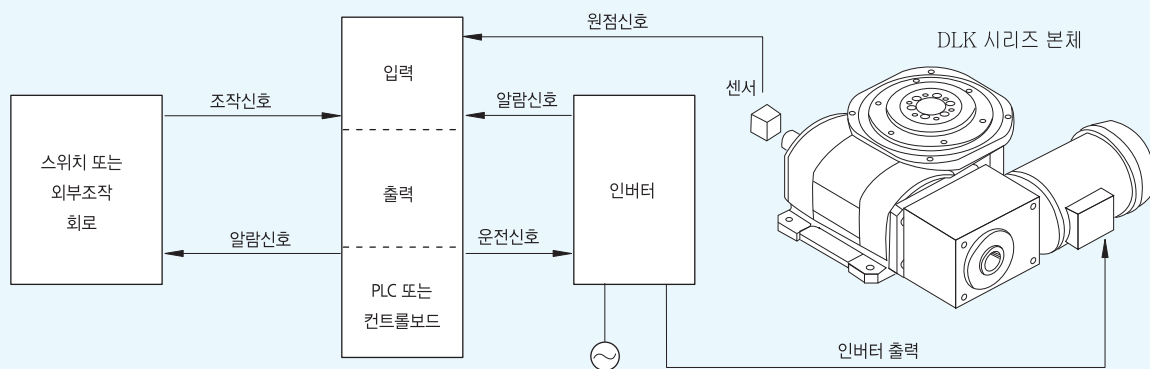 원점신호
DLK 시리즈 본체
입력
센서
조작신호
알람신호
스위치 또는
외부조작
회로
출력
인버터
알람신호
운전신호
PLC 또는
컨트롤보드
인버터 출력